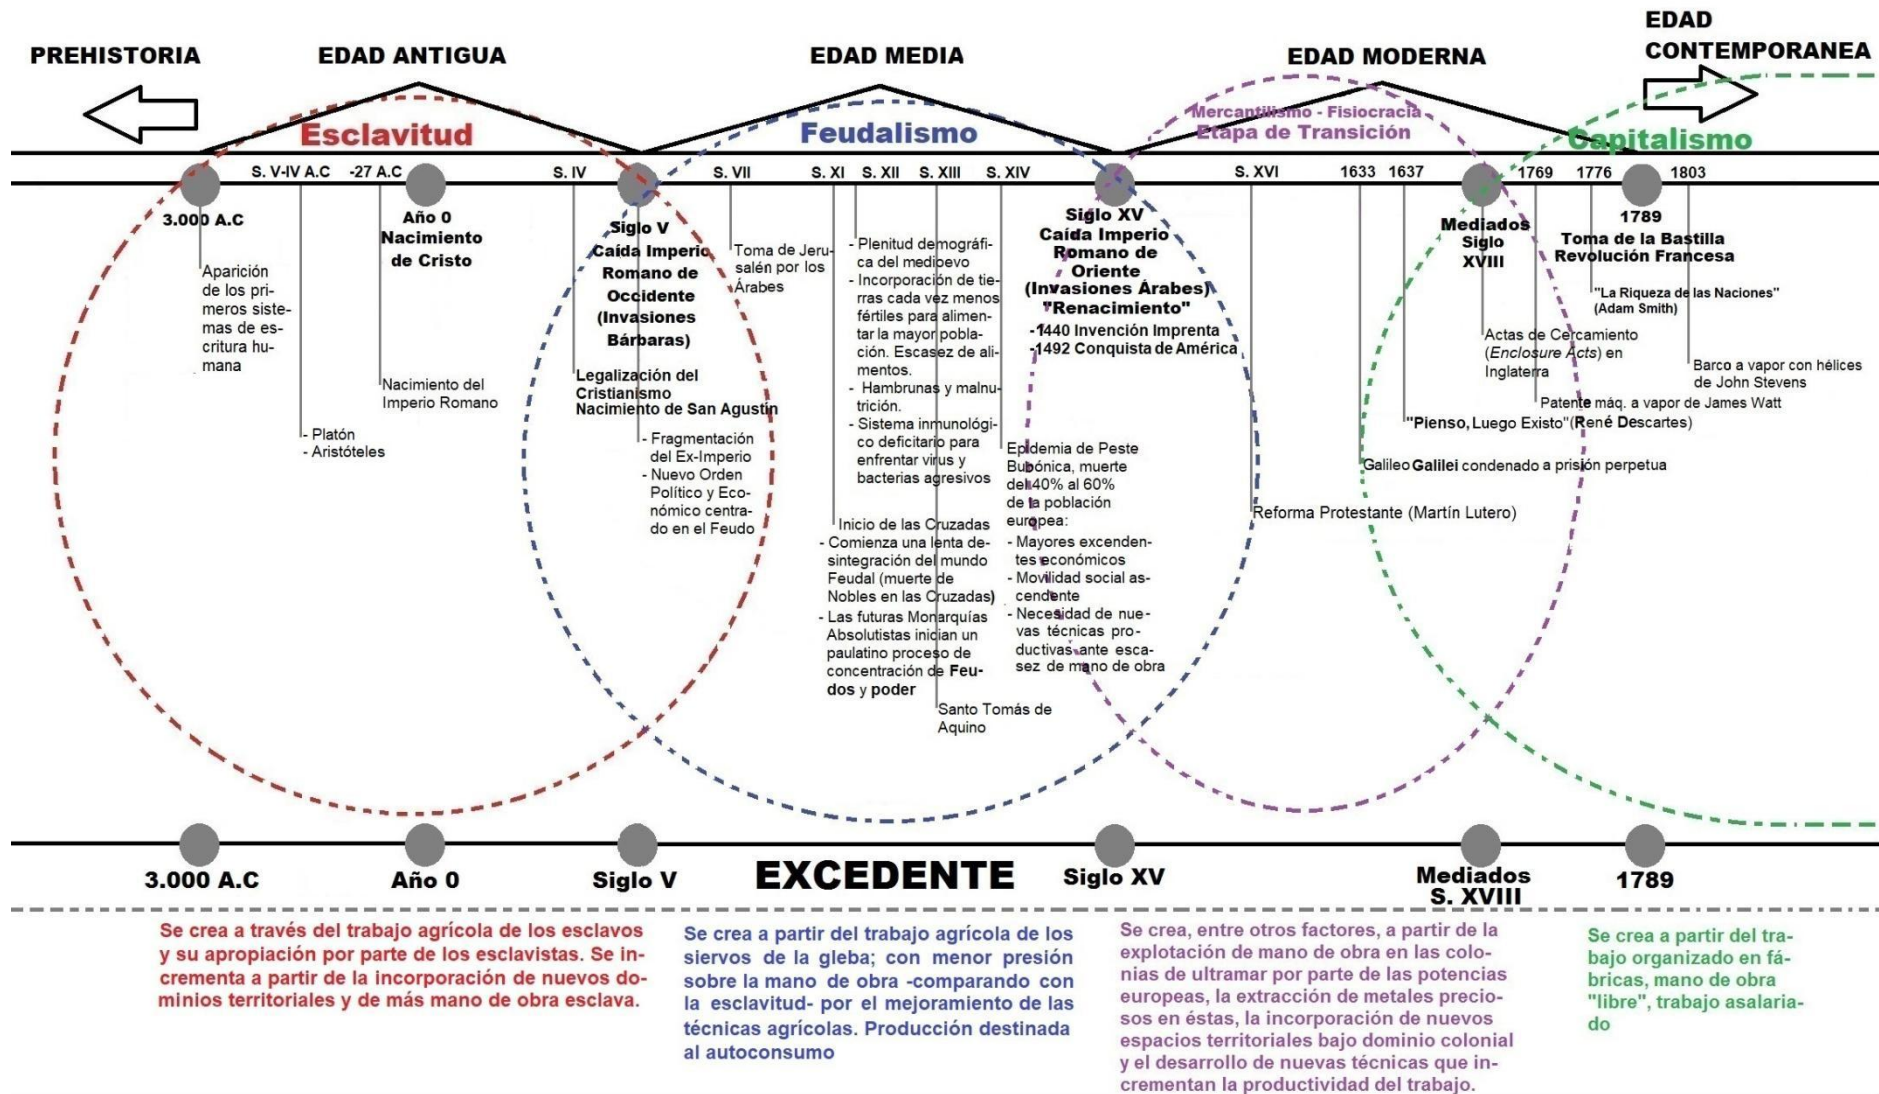 PREHISTORIA
EDAD ANTIGUA
EDAD MEDIA
EDAD MODERNA
EDAD
CONTEMPORANEA
Esclavitud
Feudalismo
Mercantilismo - Fisiocracia
Etapa de Transición
Capitalismo
S. V-IV A.C
-27 A.C
S. IV
S. VII
S. XI
S. XII
S. XIII
S. XIV
S. XVI
1633
1637
1769
1776
1803
3.000 A.C
Aparición
de los pri-
meros siste-
mas de es-
critura hu-
mana
- Platón
- Aristóteles
Nacimiento del
Imperio Romano
Año 0
Nacimiento
de Cristo
Legalización del
Cristianismo
Nacimiento de San Agustín
Siglo V
Caída Imperio
Romano de
Occidente
(Invasiones
Bárbaras)
- Fragmentación
del Ex-Imperio
- Nuevo Orden
Político y Eco-
nómico centra-
do en el Feudo
Toma de Jeru-
salén por los
Árabes
Inicio de las Cruzadas
- Comienza una lenta de-
sintegración del mundo
Feudal (muerte de
Nobles en las Cruzadas)
- Las futuras Monarquías
Absolutistas inician un
paulatino proceso de
concentración de Feu-
dos y poder
- Plenitud demográfi-
ca del medioevo
- Incorporación de tie-
rras cada vez menos
fértiles para alimen-
tar la mayor pobla-
ción. Escasez de ali-
mentos.
- Hambrunas y malnu-
trición.
- Sistema inmunológi-
co deficitario para
enfrentar virus y
bacterias agresivos
Santo Tomás de
Aquino
Epidemia de Peste
Bubónica, muerte
del 40% al 60%
de la población
europea:
- Mayores excenden-
tes económicos
- Movilidad social as-
cendente
- Necesidad de nue-
vas técnicas pro-
ductivas ante esca-
sez de mano de obra
Siglo XV
Caída Imperio
Romano de
Oriente
(Invasiones Árabes)
"Renacimiento"
-1440 Invención Imprenta
-1492 Conquista de América
Reforma Protestante (Martín Lutero)
Galileo Galilei condenado a prisión perpetua
"Pienso, Luego Existo"(René Descartes)
Mediados
Siglo
XVIII
Actas de Cercamiento
(Enclosure Acts) en
Inglaterra
Patente máq. a vapor de James Watt
1789
Toma de la Bastilla
Revolución Francesa
"La Riqueza de las Naciones"
(Adam Smith)
Barco a vapor con hélices
de John Stevens
3.000 A.C
Año 0
Siglo V
EXCEDENTE
Siglo XV
Mediados
S. XVIII
1789
Se crea a través del trabajo agrícola de los esclavos
y su apropiación por parte de los esclavistas. Se in-
crementa a partir de la incorporación de nuevos do-
minios territoriales y de más mano de obra esclava.
Se crea a partir del trabajo agrícola de los
siervos de la gleba; con menor presión
sobre la mano de obra -comparando con
la esclavitud- por el mejoramiento de las
técnicas agrícolas. Producción destinada
al autoconsumo
Se crea, entre otros factores, a partir de la
explotación de mano de obra en las colo-
nias de ultramar por parte de las potencias
europeas, la extracción de metales precio-
sos en éstas, la incorporación de nuevos
espacios territoriales bajo dominio colonial
y el desarrollo de nuevas técnicas que in-
crementan la productividad del trabajo.
Se crea a partir del tra-
bajo organizado en fá-
bricas, mano de obra
"libre", trabajo asalaria-
do